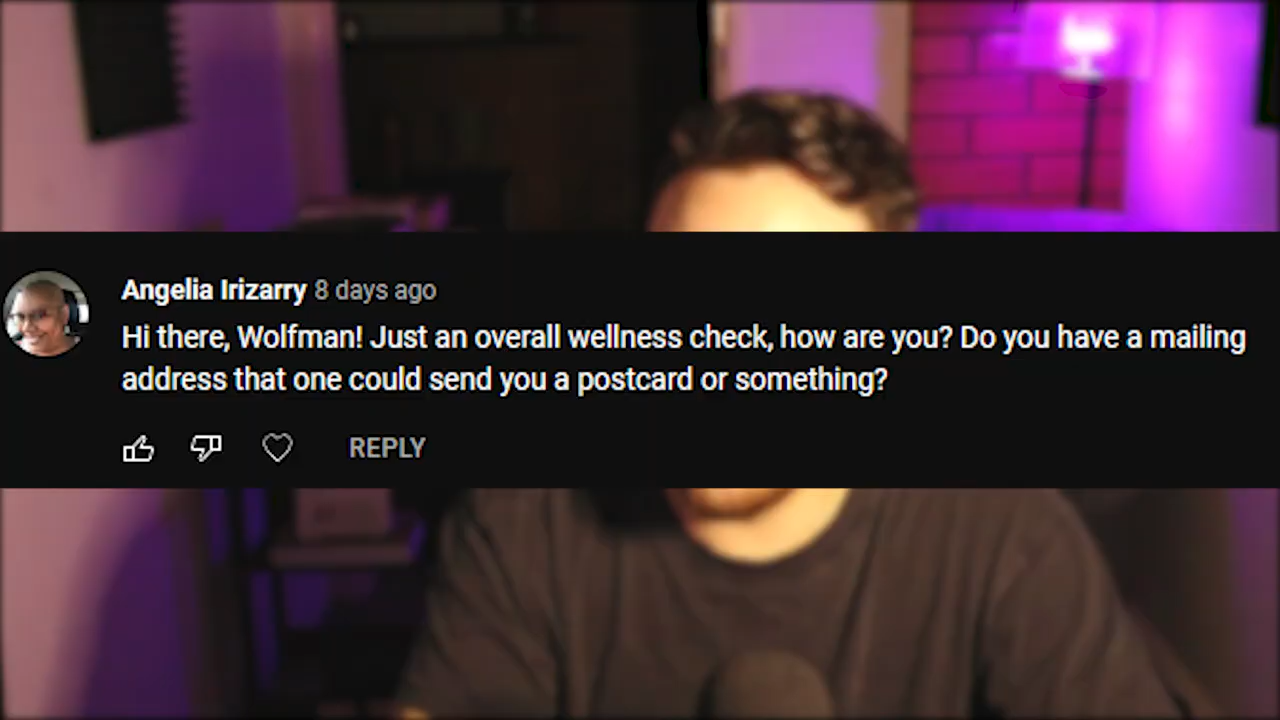 Angelia Irizarry 8 days ago
Hi there, Wolfman! Just an overall wellness check, how are you? Do you have a mailing
address that one could send you a postcard or something?
REPLY